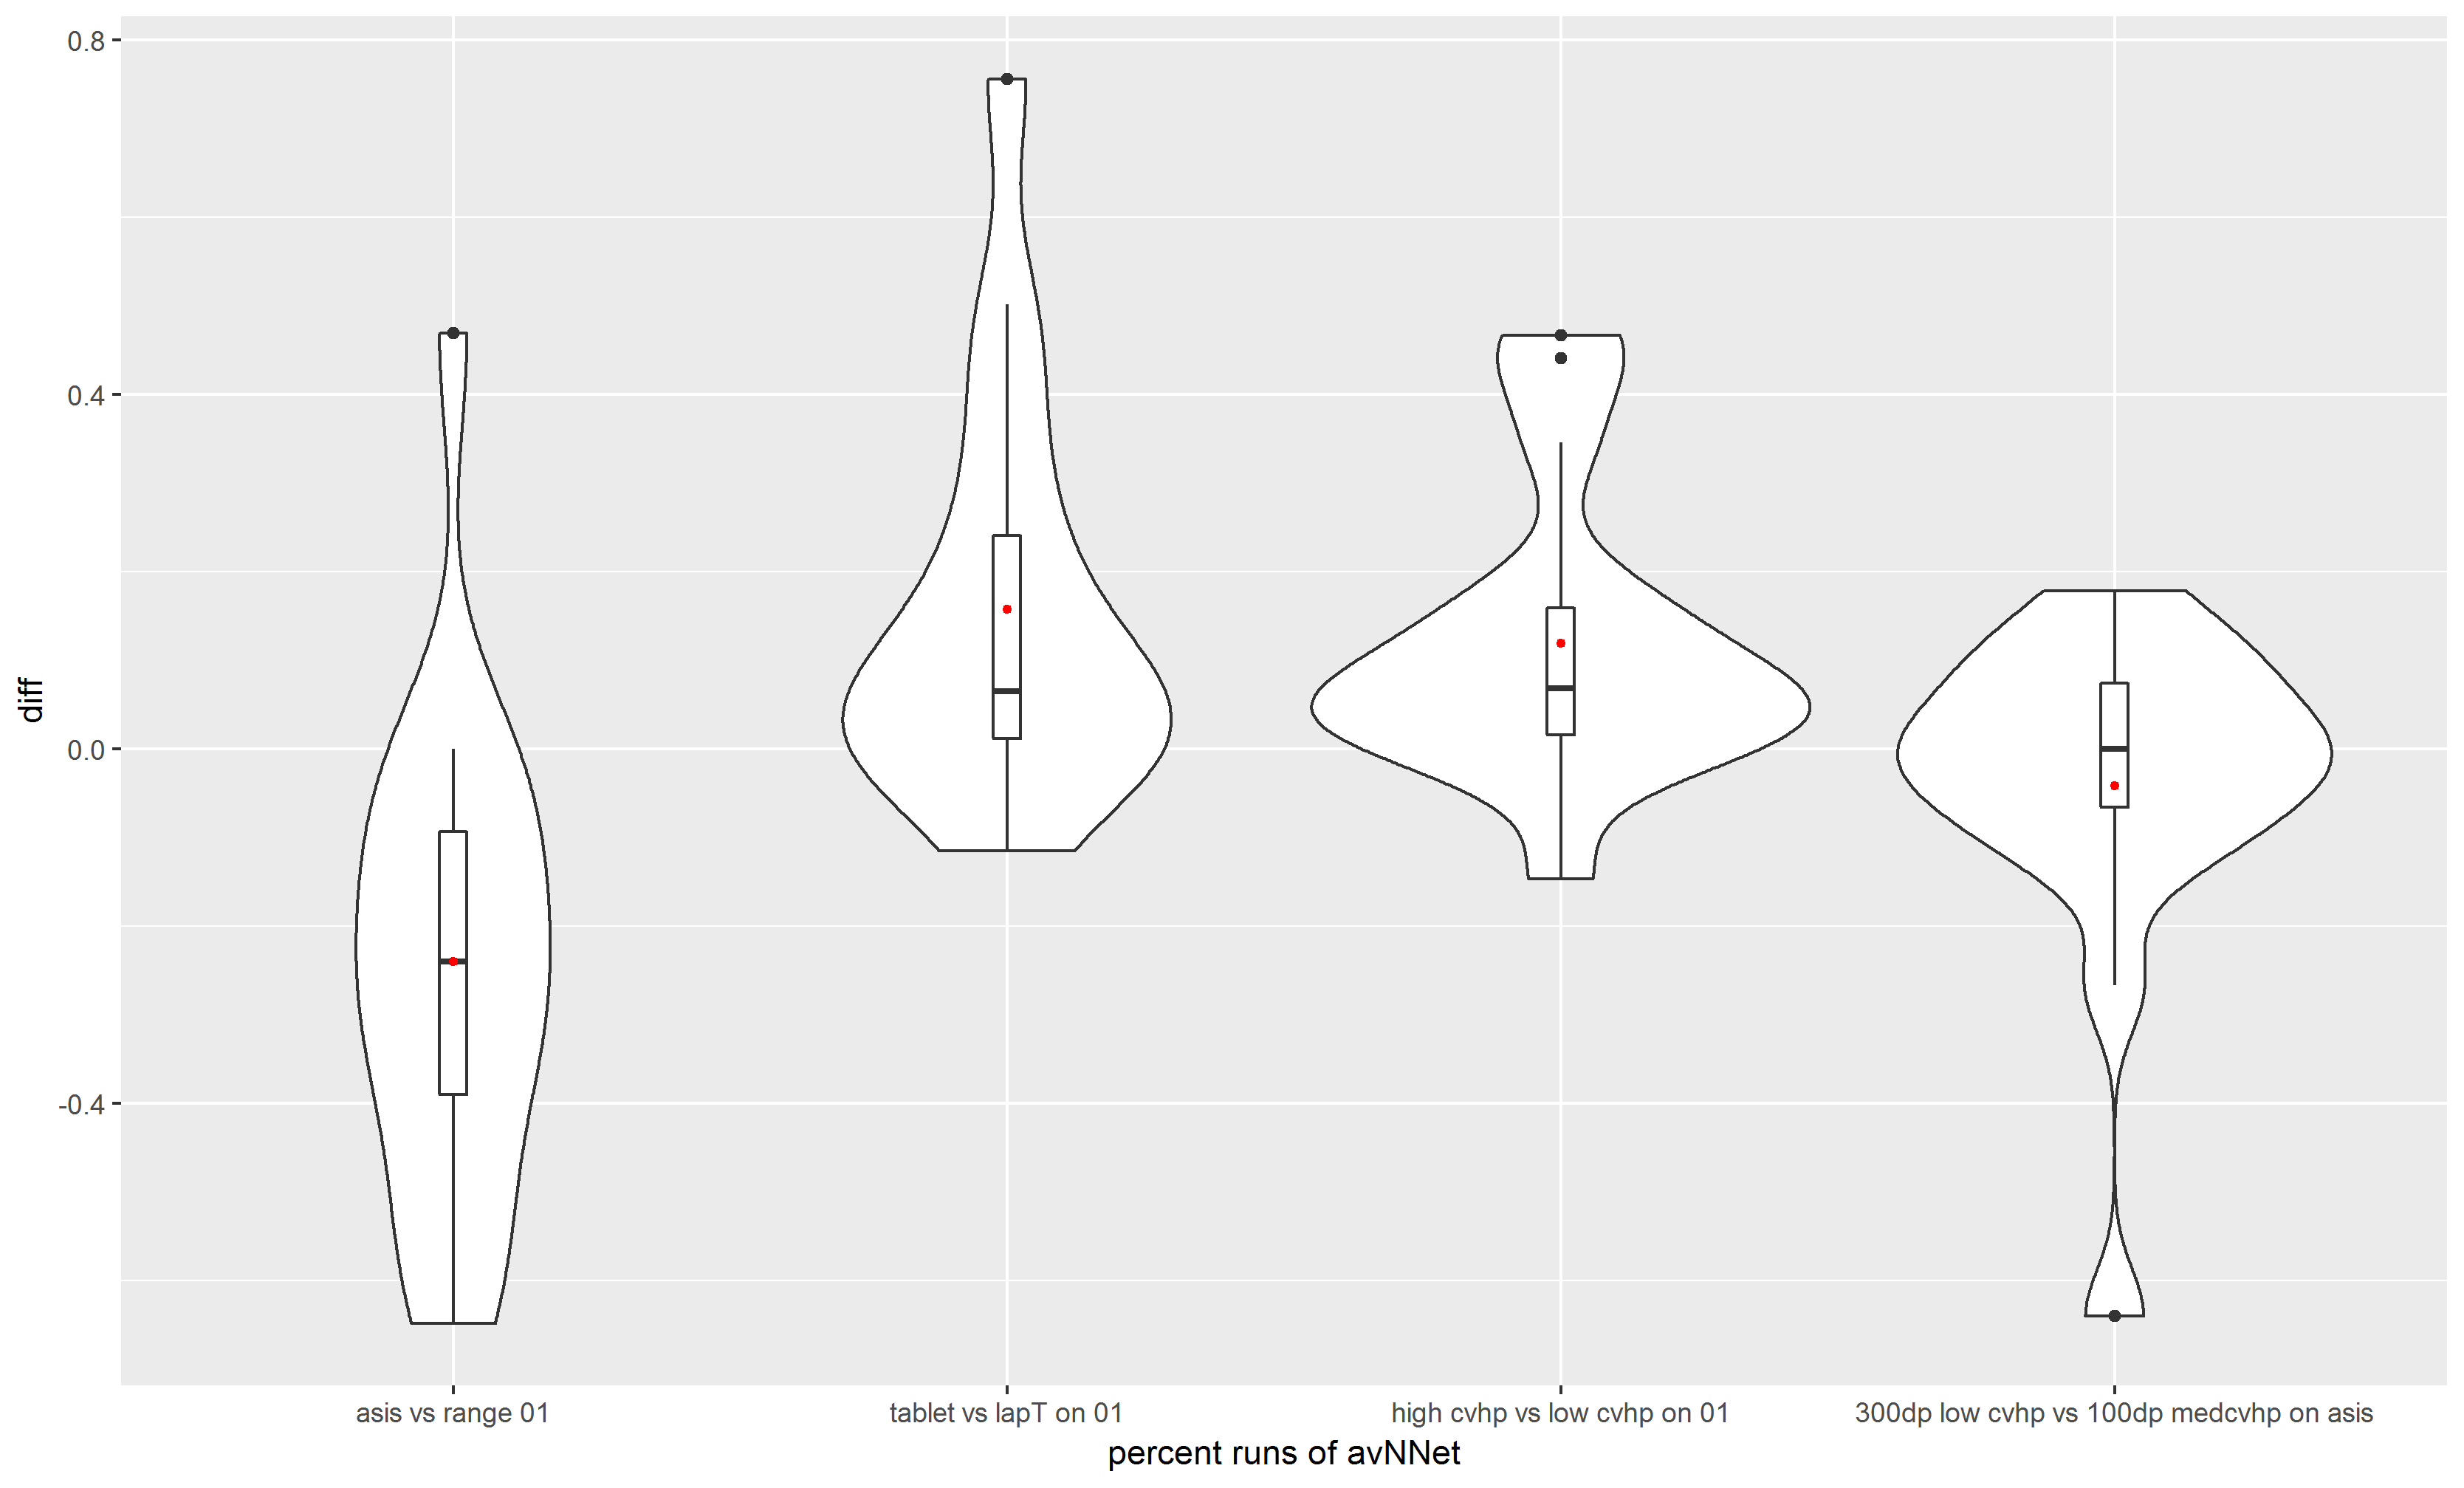 0.8
0.4
0.0
-0.4
diff
asis vs range 01
tablet vs lapT on 01
high cvhp vs low cvhp on 01
300dp low cvhp vs 100dp medcvhp on asis
percent runs of avNNet